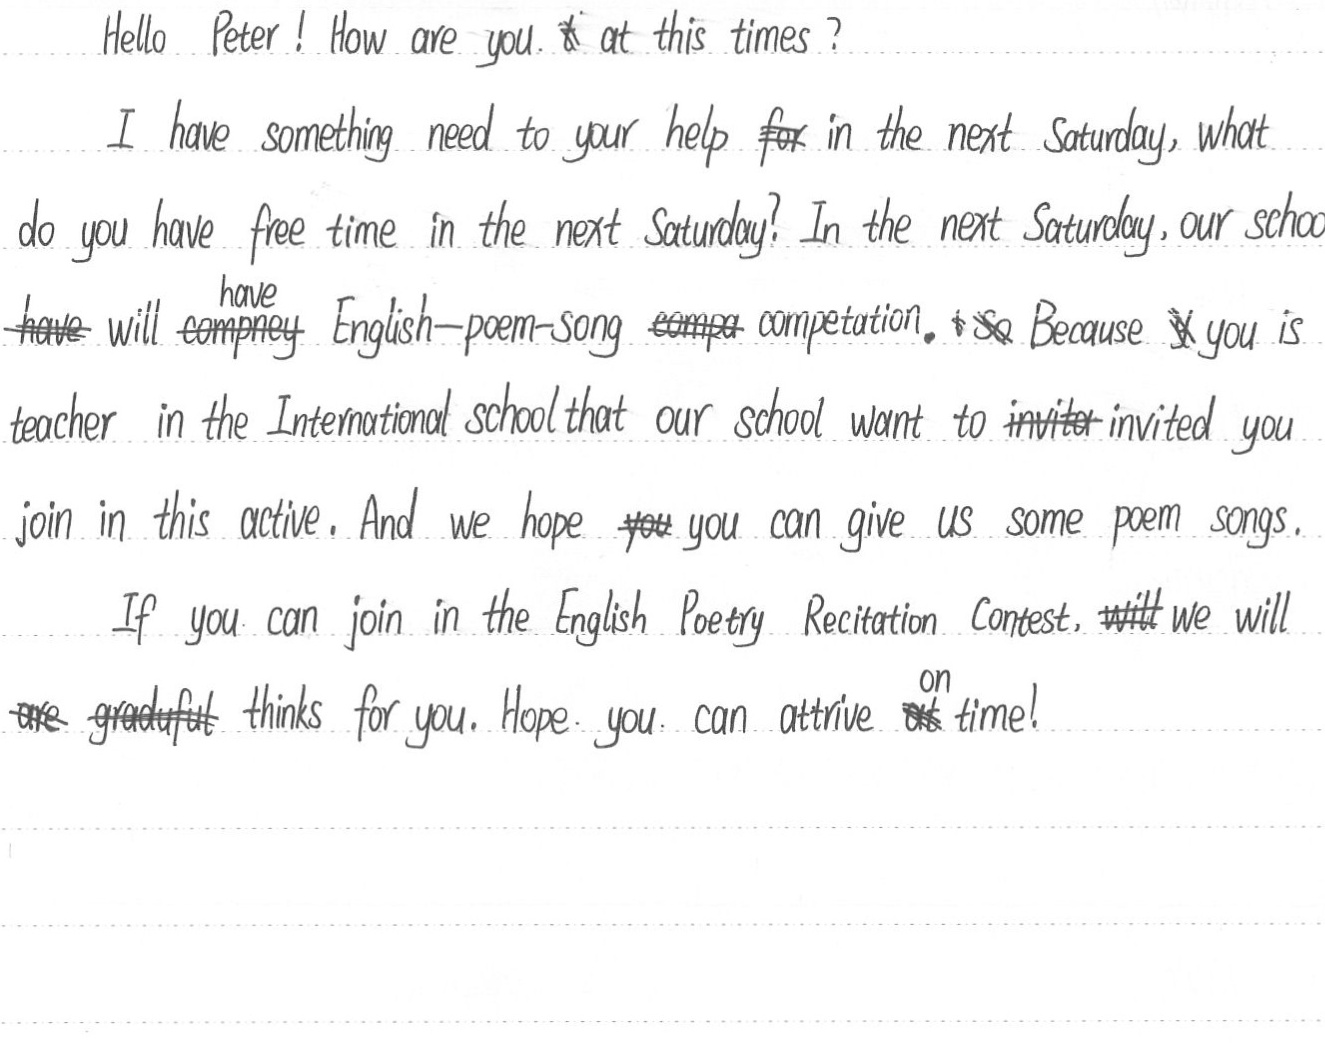 Hello Peter! How are you. at this times?
I have something need to your help in the next Saturday, what
do you have free time in the next Saturday? In the next Saturday, our schoo
have
will English-poem-song competation. Because you is
teacher in the International school that our school want to invited you
join in this active. And we hope you can give us some poem songs.
If you can join in the English Poetry Recitation Contest, we will
on
thinks for you. Hope. you. can attrive time!